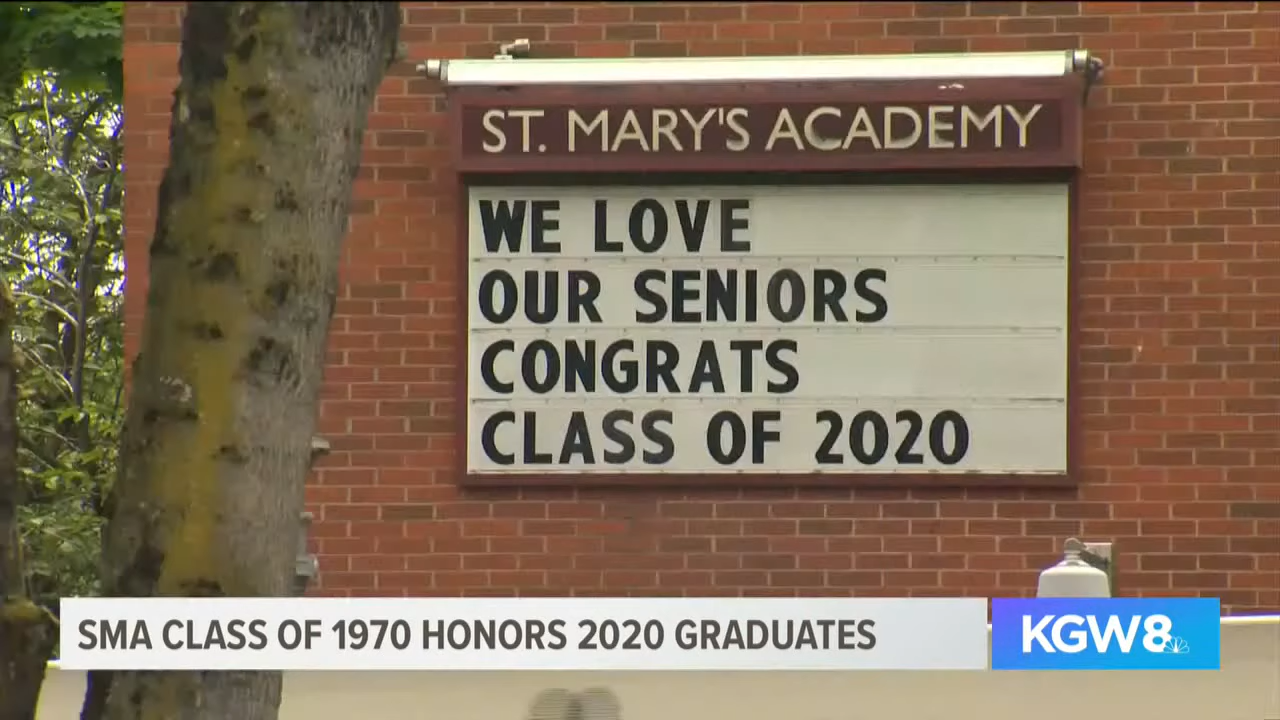 ST. MARY'S ACADEMY
WE LOVE
OUR SENIORS
CONGRATS
CLASS OF 2020
SMA CLASS OF 1970 HONORS 2020 GRADUATES
KGW8